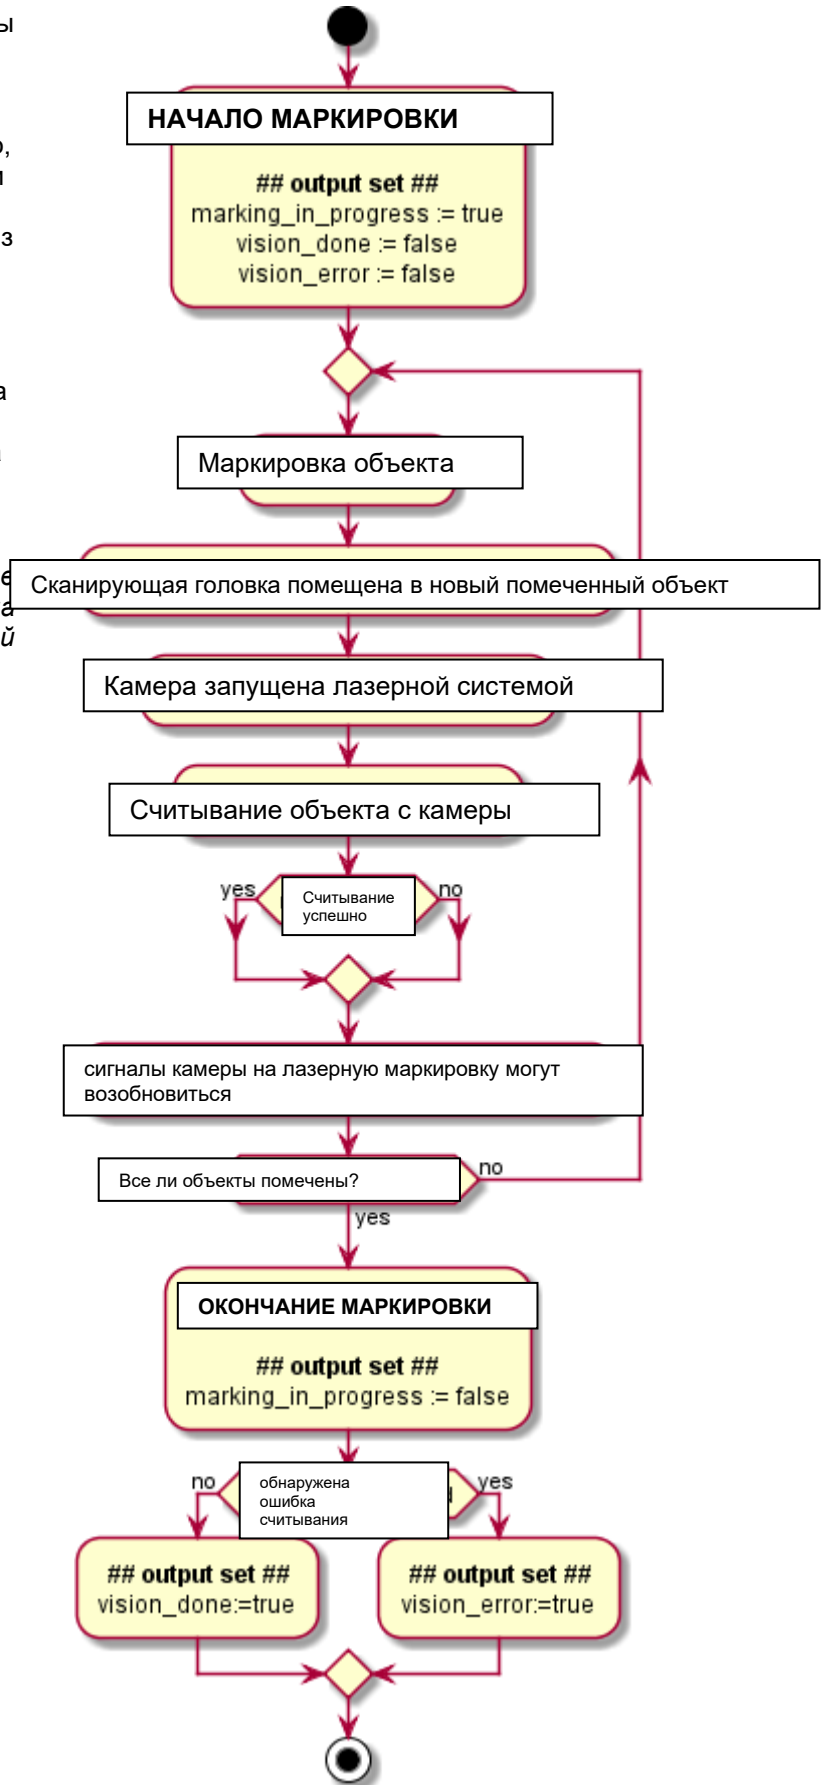 ы
НАЧАЛО МАРКИРОВКИ
о,
## output set ##
marking_in_progress := true
з
vision_done := false
vision_error := false
а
Маркировка объекта
е
Сканирующая головка помещена в новый помеченный объект
а
й
Камера запущена лазерной системой
Считывание объекта с камеры
yes
Считывание
успешно
no
сигналы камеры на лазерную маркировку могут
возобновиться
Все ли объекты помечены?
no
yes
ОКОНЧАНИЕ МАРКИРОВКИ
## output set ##
marking_in_progress := false
no
обнаружена
ошибка
считывания
yes
## output set ##
vision_done:=true
## output set ##
vision_error:=true